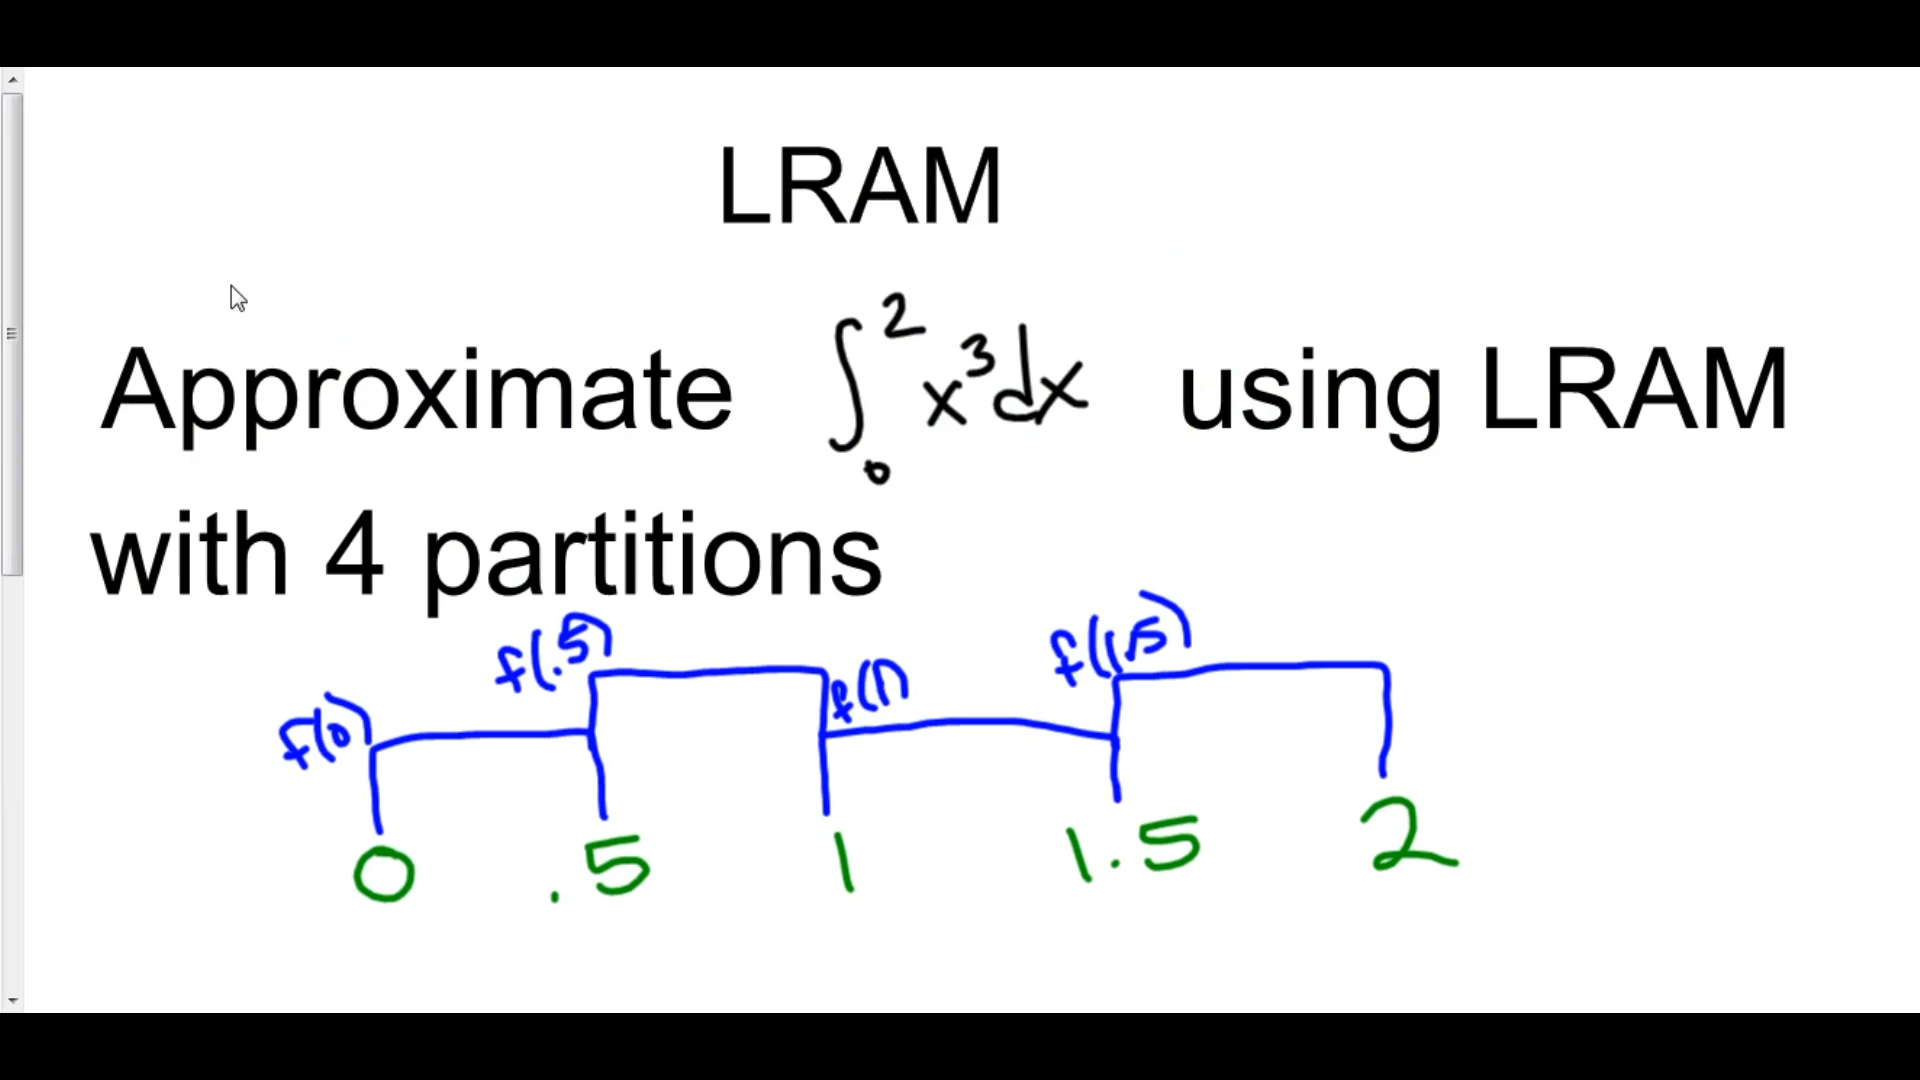 LRAM
Approximate ∫₀² x³dx using LRAM
with 4 partitions
f(0) f(.5) f(1) f(1.5)
0 .5 1 1.5 2